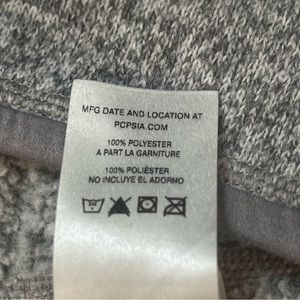 MFG DATE AND LOCATION AT
PCPSIA.COM
100% POLYESTER
A PART LA GARNITURE
100% POLIÉSTER
NO INCLUYE EL ADORNO